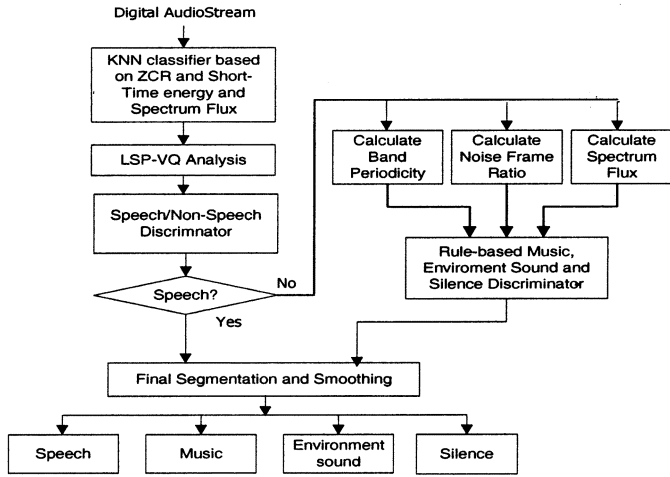 Digital AudioStream
KNN classifier based
on ZCR and Short-
Time energy and
Spectrum Flux
LSP-VQ Analysis
Speech/Non-Speech
Discrimnator
Speech?
No
Yes
Calculate
Band
Periodicity
Calculate
Noise Frame
Ratio
Calculate
Spectrum
Flux
Rule-based Music,
Enviroment Sound and
Silence Discriminator
Final Segmentation and Smoothing
Speech
Music
Environment
sound
Silence